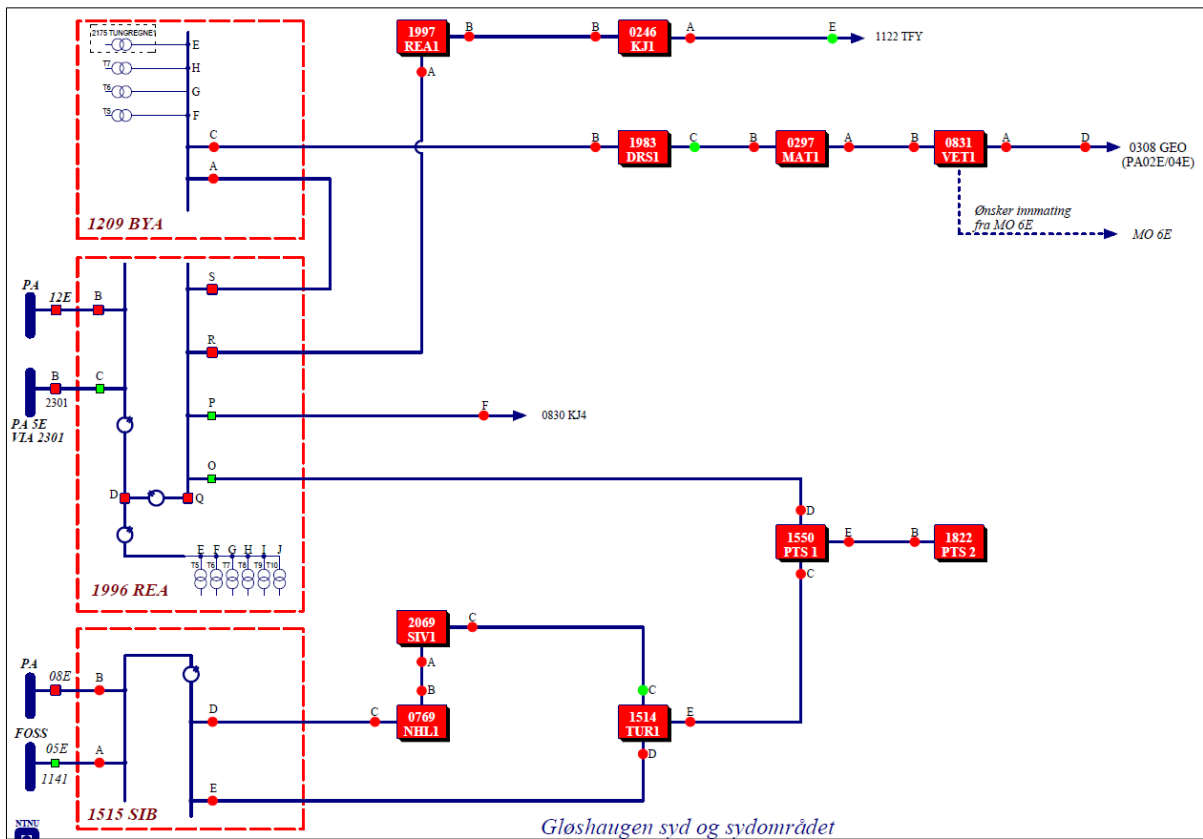 2175 TUNGREGNE1
E
T7
H
T6
G
T5
F
C
A
1209 BYA
1997
REA1
B
B
0246
KJ1
A
E
1122 TFY
A
B
1983
DRS1
C
B
0297
MAT1
A
B
0831
VET1
A
D
0308 GEO
(PA02E/04E)
Ønsker innmating
fra MO 6E
MO 6E
PA
12E
B
S
R
B
2301
C
PA 5E
VIA 2301
P
F
0830 KJ4
O
D
Q
E F G H I J
T5 T6 T7 T8 T9 T10
1996 REA
D
1550
PTS 1
E
B
1822
PTS 2
C
2069
SIV1
C
A
B
PA
08E
B
D
C
0769
NHL1
C
1514
TUR1
E
D
FOSS
05E
A
1141
E
1515 SIB
NTNU
Gløshaugen syd og sydområdet